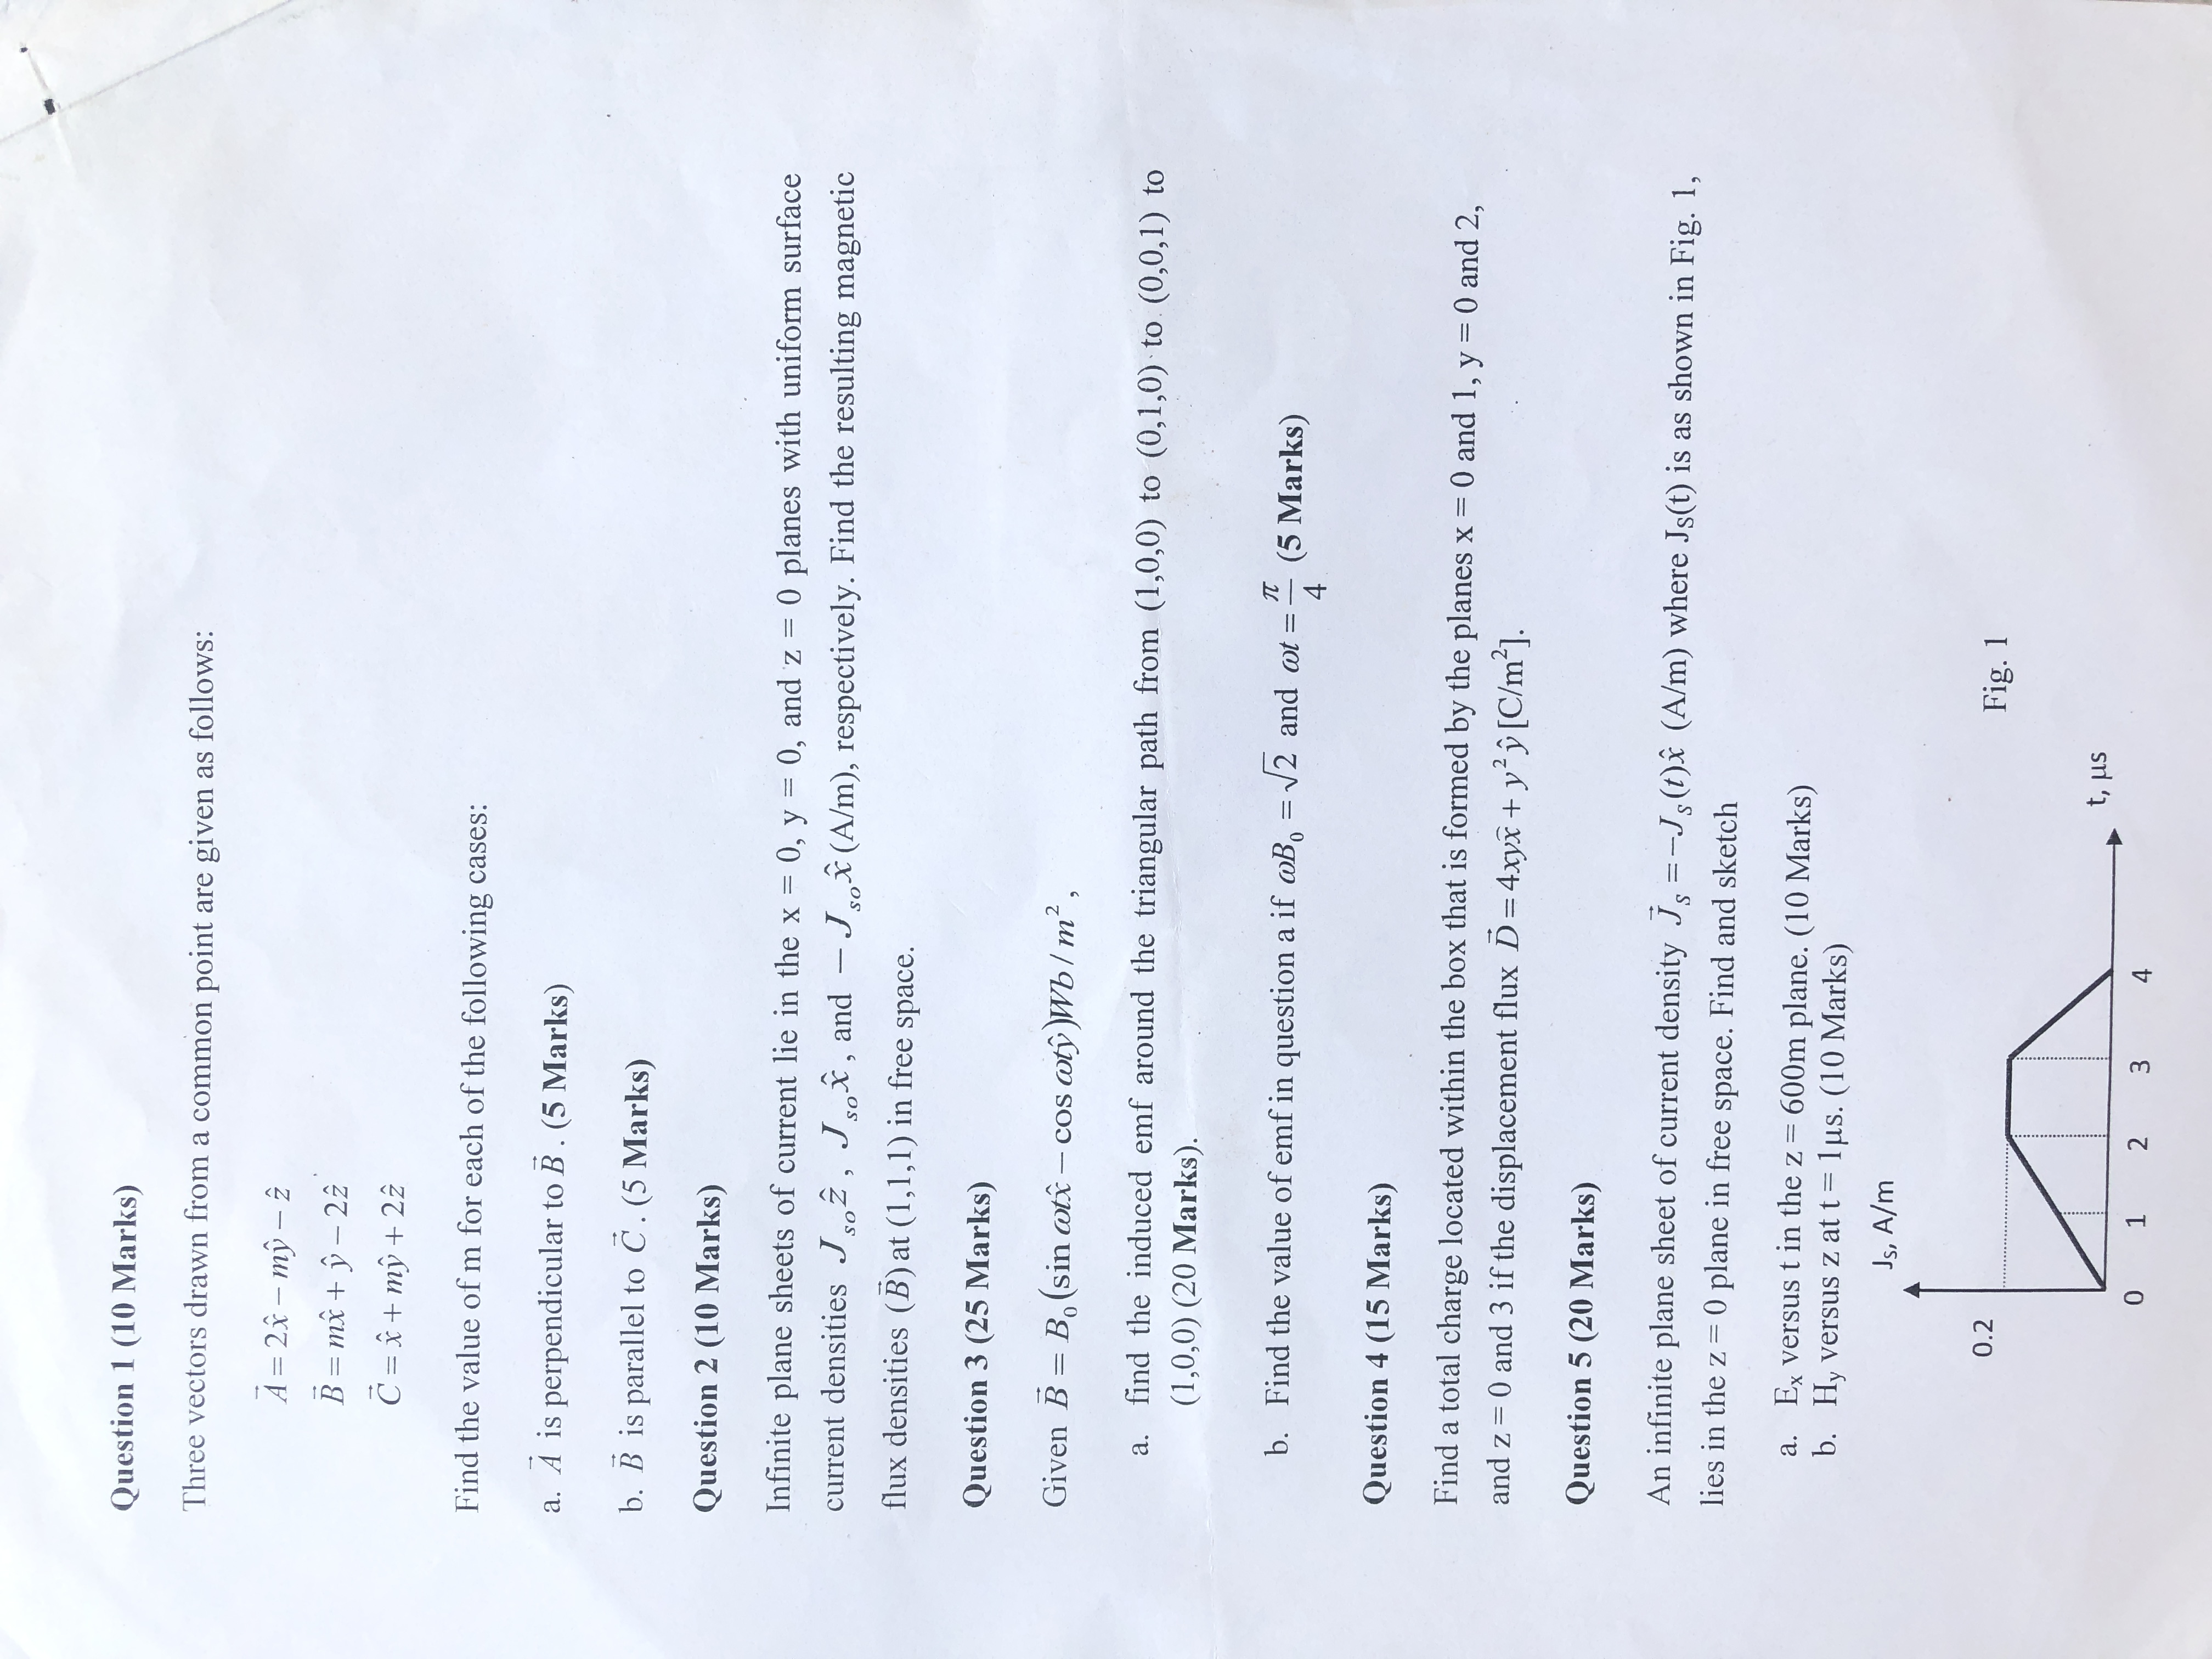 Question 1 (10 Marks)
Three vectors drawn from a common point are given as follows:
$\vec{A} = 2\hat{x} - m\hat{y} - \hat{z}$
$\vec{B} = m\hat{x} + \hat{y} - 2\hat{z}$
$\vec{C} = \hat{x} + m\hat{y} + 2\hat{z}$
Find the value of m for each of the following cases:
a. $\vec{A}$ is perpendicular to $\vec{B}$ . (5 Marks)
b. $\vec{B}$ is parallel to $\vec{C}$ . (5 Marks)
Question 2 (10 Marks)
Infinite plane sheets of current lie in the x = 0, y = 0, and z = 0 planes with uniform surface
current densities $J_{so}\hat{z}$ , $J_{so}\hat{x}$ , and $-J_{so}\hat{x}$ (A/m), respectively. Find the resulting magnetic
flux densities ($\vec{B}$) at (1,1,1) in free space.
Question 3 (25 Marks)
Given $\vec{B} = B_0(\sin \omega t\hat{x} - \cos \omega t\hat{y})Wb/m^2$ ,
a. find the induced emf around the triangular path from (1,0,0) to (0,1,0) to (0,0,1) to
(1,0,0) (20 Marks).
b. Find the value of emf in question a if $\omega B_0 = \sqrt{2}$ and $\omega t = \frac{\pi}{4}$ (5 Marks)
Question 4 (15 Marks)
Find a total charge located within the box that is formed by the planes x = 0 and 1, y = 0 and 2,
and z = 0 and 3 if the displacement flux $\vec{D} = 4xy\bar{x} + y^2\hat{y}$ [C/m$^2$].
Question 5 (20 Marks)
An infinite plane sheet of current density $\vec{J}_S = -J_S(t)\hat{x}$ (A/m) where J$_S$(t) is as shown in Fig. 1,
lies in the z = 0 plane in free space. Find and sketch
a. E$_x$ versus t in the z = 600m plane. (10 Marks)
b. H$_y$ versus z at t = 1μs. (10 Marks)
J$_S$, A/m
0.2
Fig. 1
t, μs
0 1 2 3 4